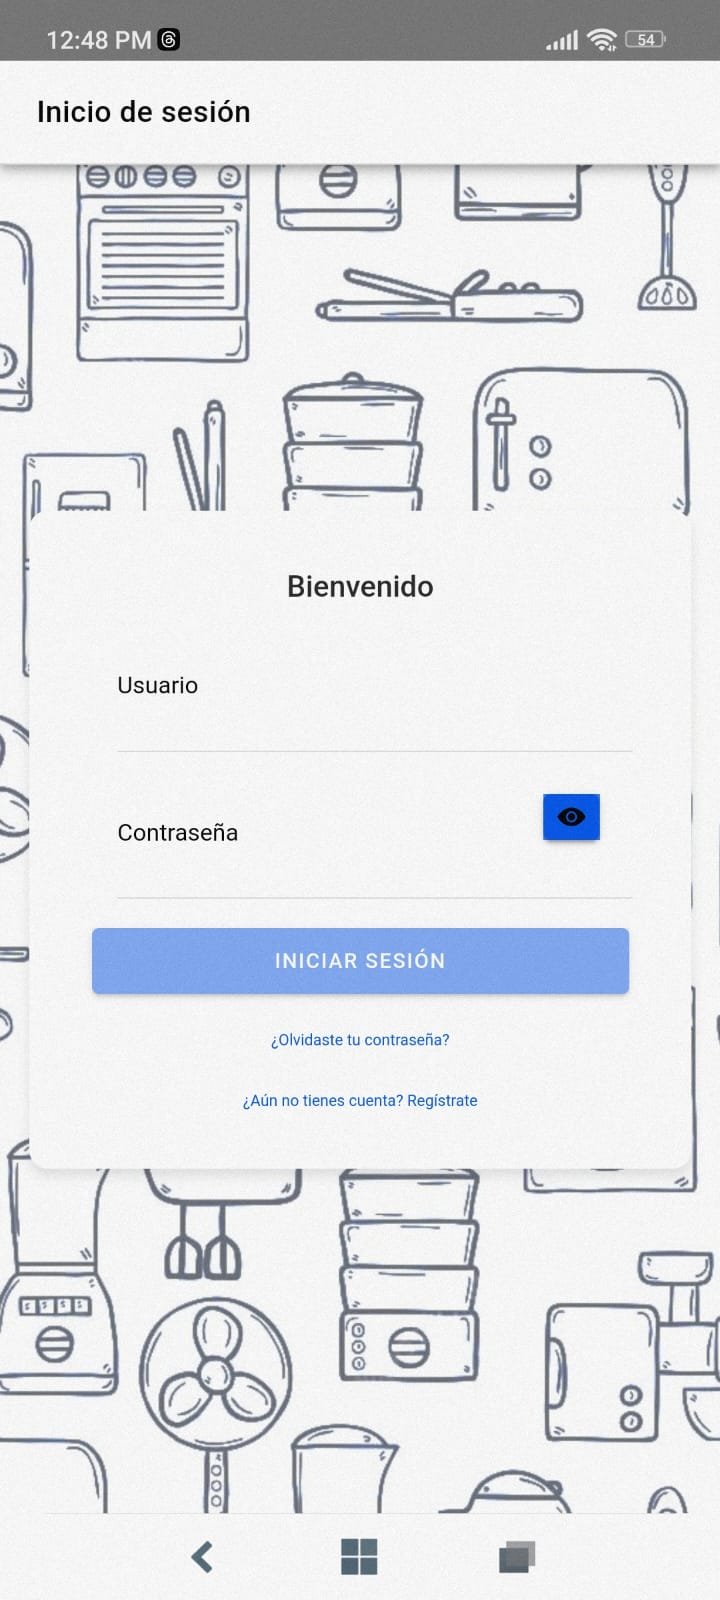 12:48 PM 54
Inicio de sesión
Bienvenido
Usuario
Contraseña
INICIAR SESIÓN
¿Olvidaste tu contraseña?
¿Aún no tienes cuenta? Regístrate